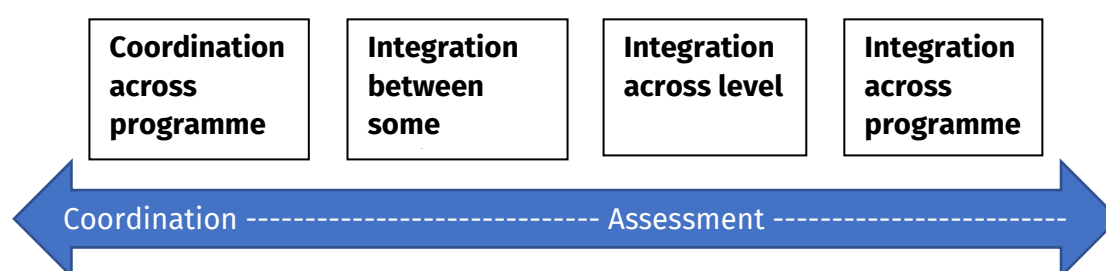 Coordination
across
programme
Integration
between
some
Integration
across level
Integration
across
programme
Coordination ------------------------------ Assessment -------------------------